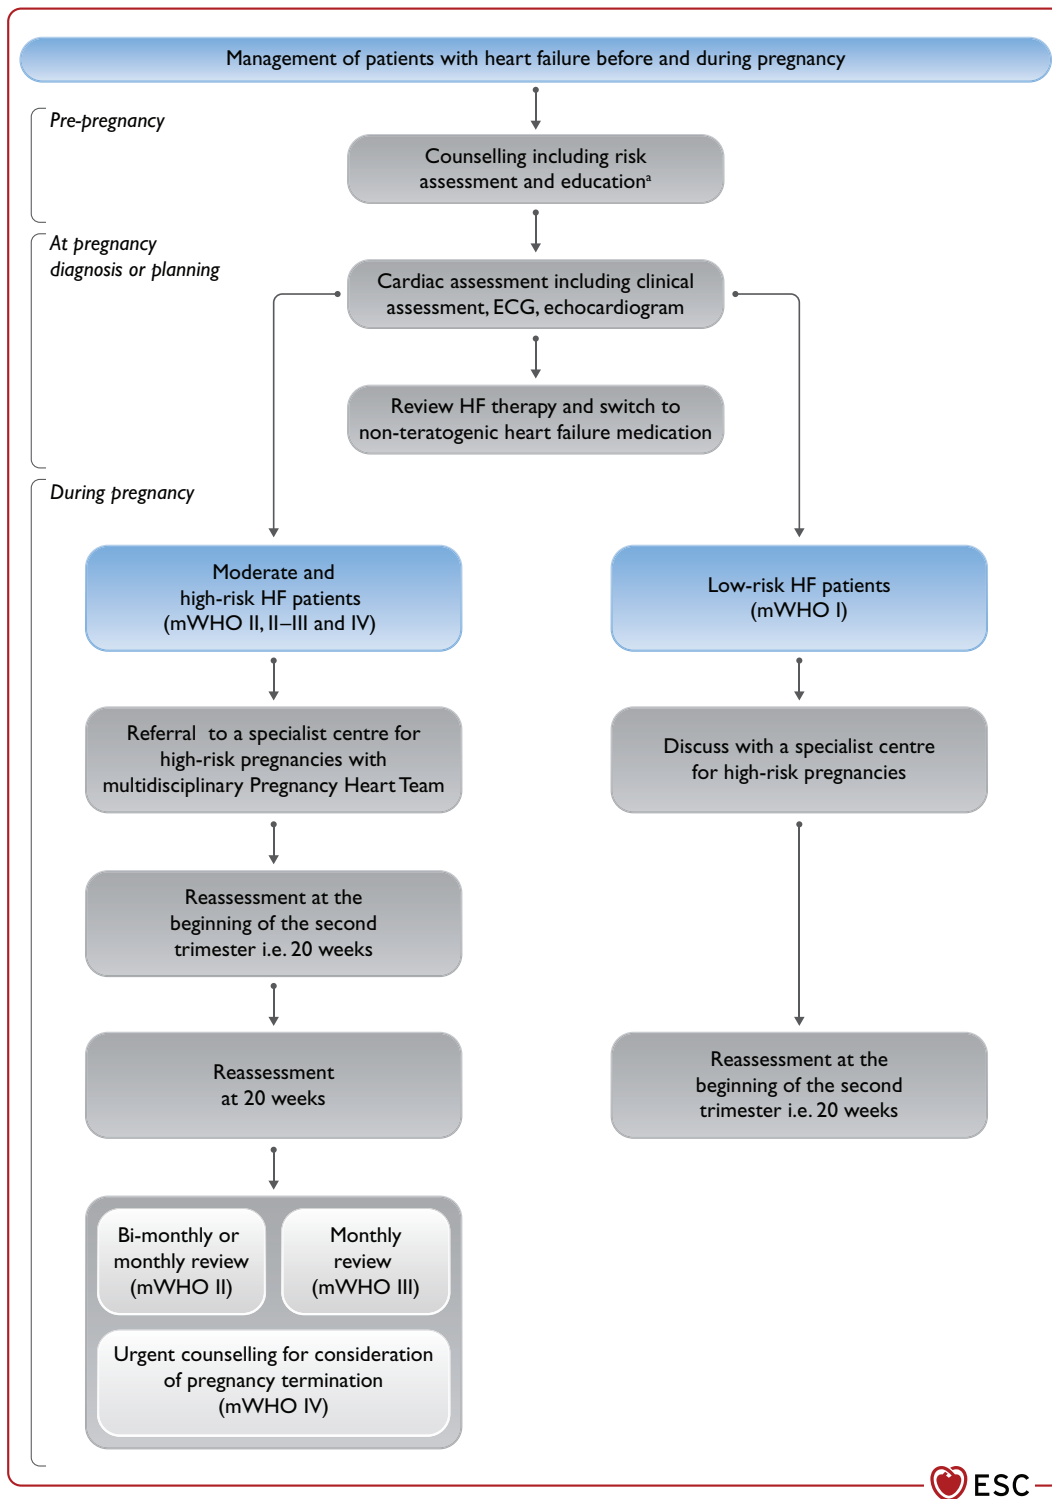 Management of patients with heart failure before and during pregnancy
Pre-pregnancy
Counselling including risk
assessment and educationᵃ
At pregnancy
diagnosis or planning
Cardiac assessment including clinical
assessment, ECG, echocardiogram
Review HF therapy and switch to
non-teratogenic heart failure medication
During pregnancy
Moderate and
high-risk HF patients
(mWHO II, II–III and IV)
Low-risk HF patients
(mWHO I)
Referral to a specialist centre for
high-risk pregnancies with
multidisciplinary Pregnancy Heart Team
Discuss with a specialist centre
for high-risk pregnancies
Reassessment at the
beginning of the second
trimester i.e. 20 weeks
Reassessment
at 20 weeks
Reassessment at the
beginning of the second
trimester i.e. 20 weeks
Bi-monthly or
monthly review
(mWHO II)
Monthly
review
(mWHO III)
Urgent counselling for consideration
of pregnancy termination
(mWHO IV)
ESC